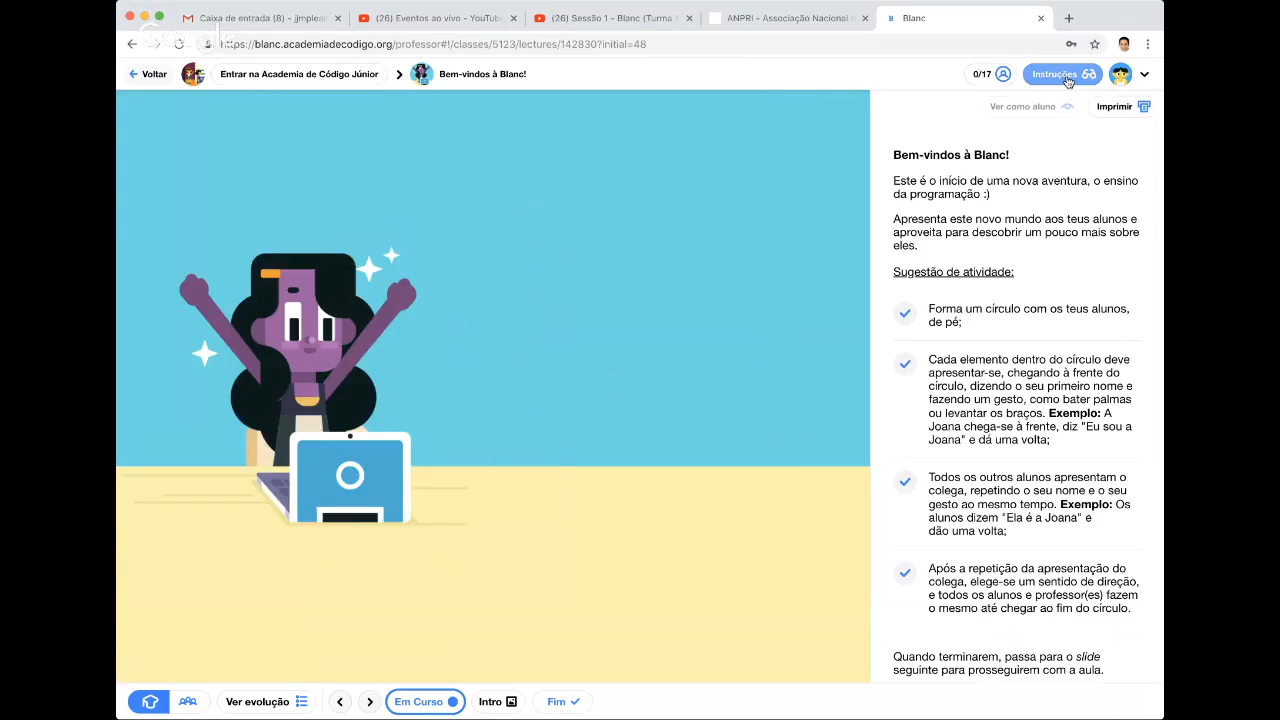 Caixa de entrada (8) - jjmplea
(26) Eventos ao vivo - YouTub
(26) Sessão 1 - Blanc (Turma 1
ANPRI - Associação Nacional d
Blanc
https://blanc.academiadecodigo.org/professor#!/classes/5123/lectures/142830?initial=48
Voltar
Entrar na Academia de Código Júnior
Bem-vindos à Blanc!
0/17
Instruções
Ver como aluno
Imprimir
Bem-vindos à Blanc!
Este é o início de uma nova aventura, o ensino
da programação :)
Apresenta este novo mundo aos teus alunos e
aproveita para descobrir um pouco mais sobre
eles.
Sugestão de atividade:
Forma um círculo com os teus alunos,
de pé;
Cada elemento dentro do círculo deve
apresentar-se, chegando à frente do
círculo, dizendo o seu primeiro nome e
fazendo um gesto, como bater palmas
ou levantar os braços. Exemplo: A
Joana chega-se à frente, diz "Eu sou a
Joana" e dá uma volta;
Todos os outros alunos apresentam o
colega, repetindo o seu nome e o seu
gesto ao mesmo tempo. Exemplo: Os
alunos dizem "Ela é a Joana" e
dão uma volta;
Após a repetição da apresentação do
colega, elege-se um sentido de direção,
e todos os alunos e professor(es) fazem
o mesmo até chegar ao fim do círculo.
Quando terminarem, passa para o slide
seguinte para prosseguirem com a aula.
Ver evolução
Em Curso
Intro
Fim